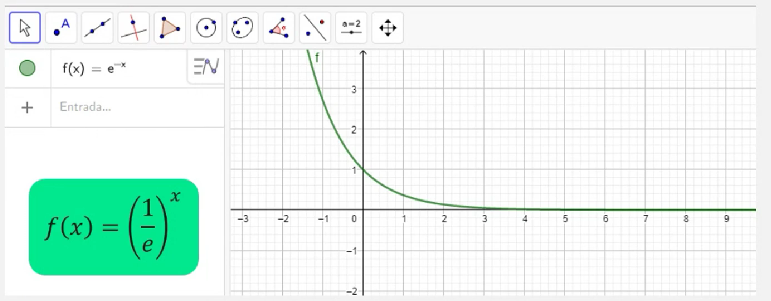 A
a=2
f(x) = e⁻ˣ
+ Entrada...
f(x) = (1/e)ˣ
f
3
2
1
-3 -2 -1 0 1 2 3 4 5 6 7 8 9
-1
-2